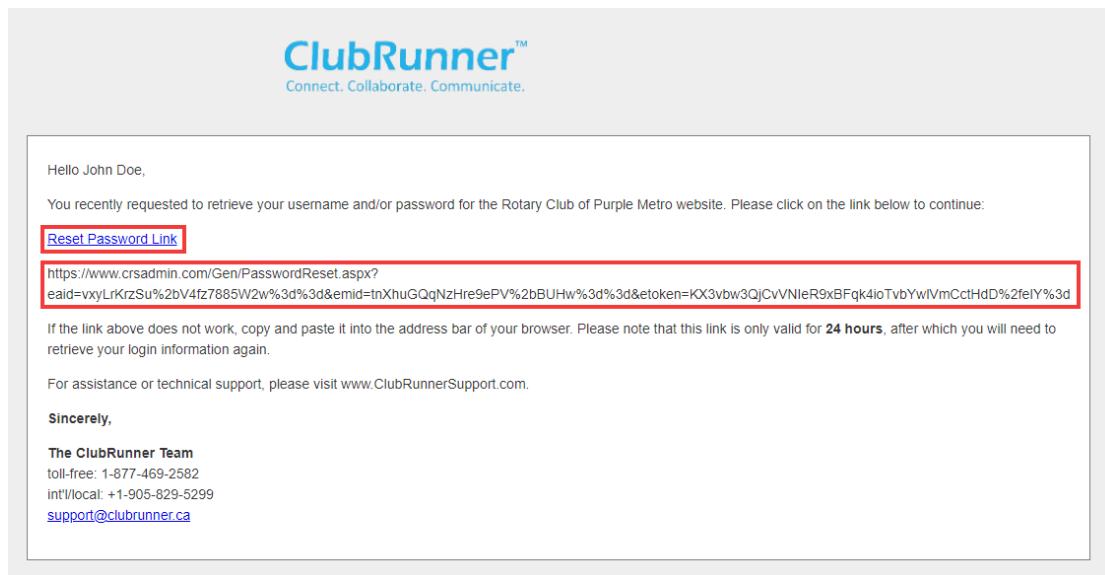 ClubRunner™
Connect. Collaborate. Communicate.
Hello John Doe,
You recently requested to retrieve your username and/or password for the Rotary Club of Purple Metro website. Please click on the link below to continue:
Reset Password Link
https://www.crsadmin.com/Gen/PasswordReset.aspx?
eaid=vxyLrKrzSu%2bV4fz7885W2w%3d%3d&emid=tnXhuGQqNzHre9ePV%2bBUHw%3d%3d&etoken=KX3vbw3QjCvVNIeR9xBFqk4ioTvbYwlVmCctHdD%2feIY%3d
If the link above does not work, copy and paste it into the address bar of your browser. Please note that this link is only valid for 24 hours, after which you will need to
retrieve your login information again.
For assistance or technical support, please visit www.ClubRunnerSupport.com.
Sincerely,
The ClubRunner Team
toll-free: 1-877-469-2582
int'l/local: +1-905-829-5299
support@clubrunner.ca